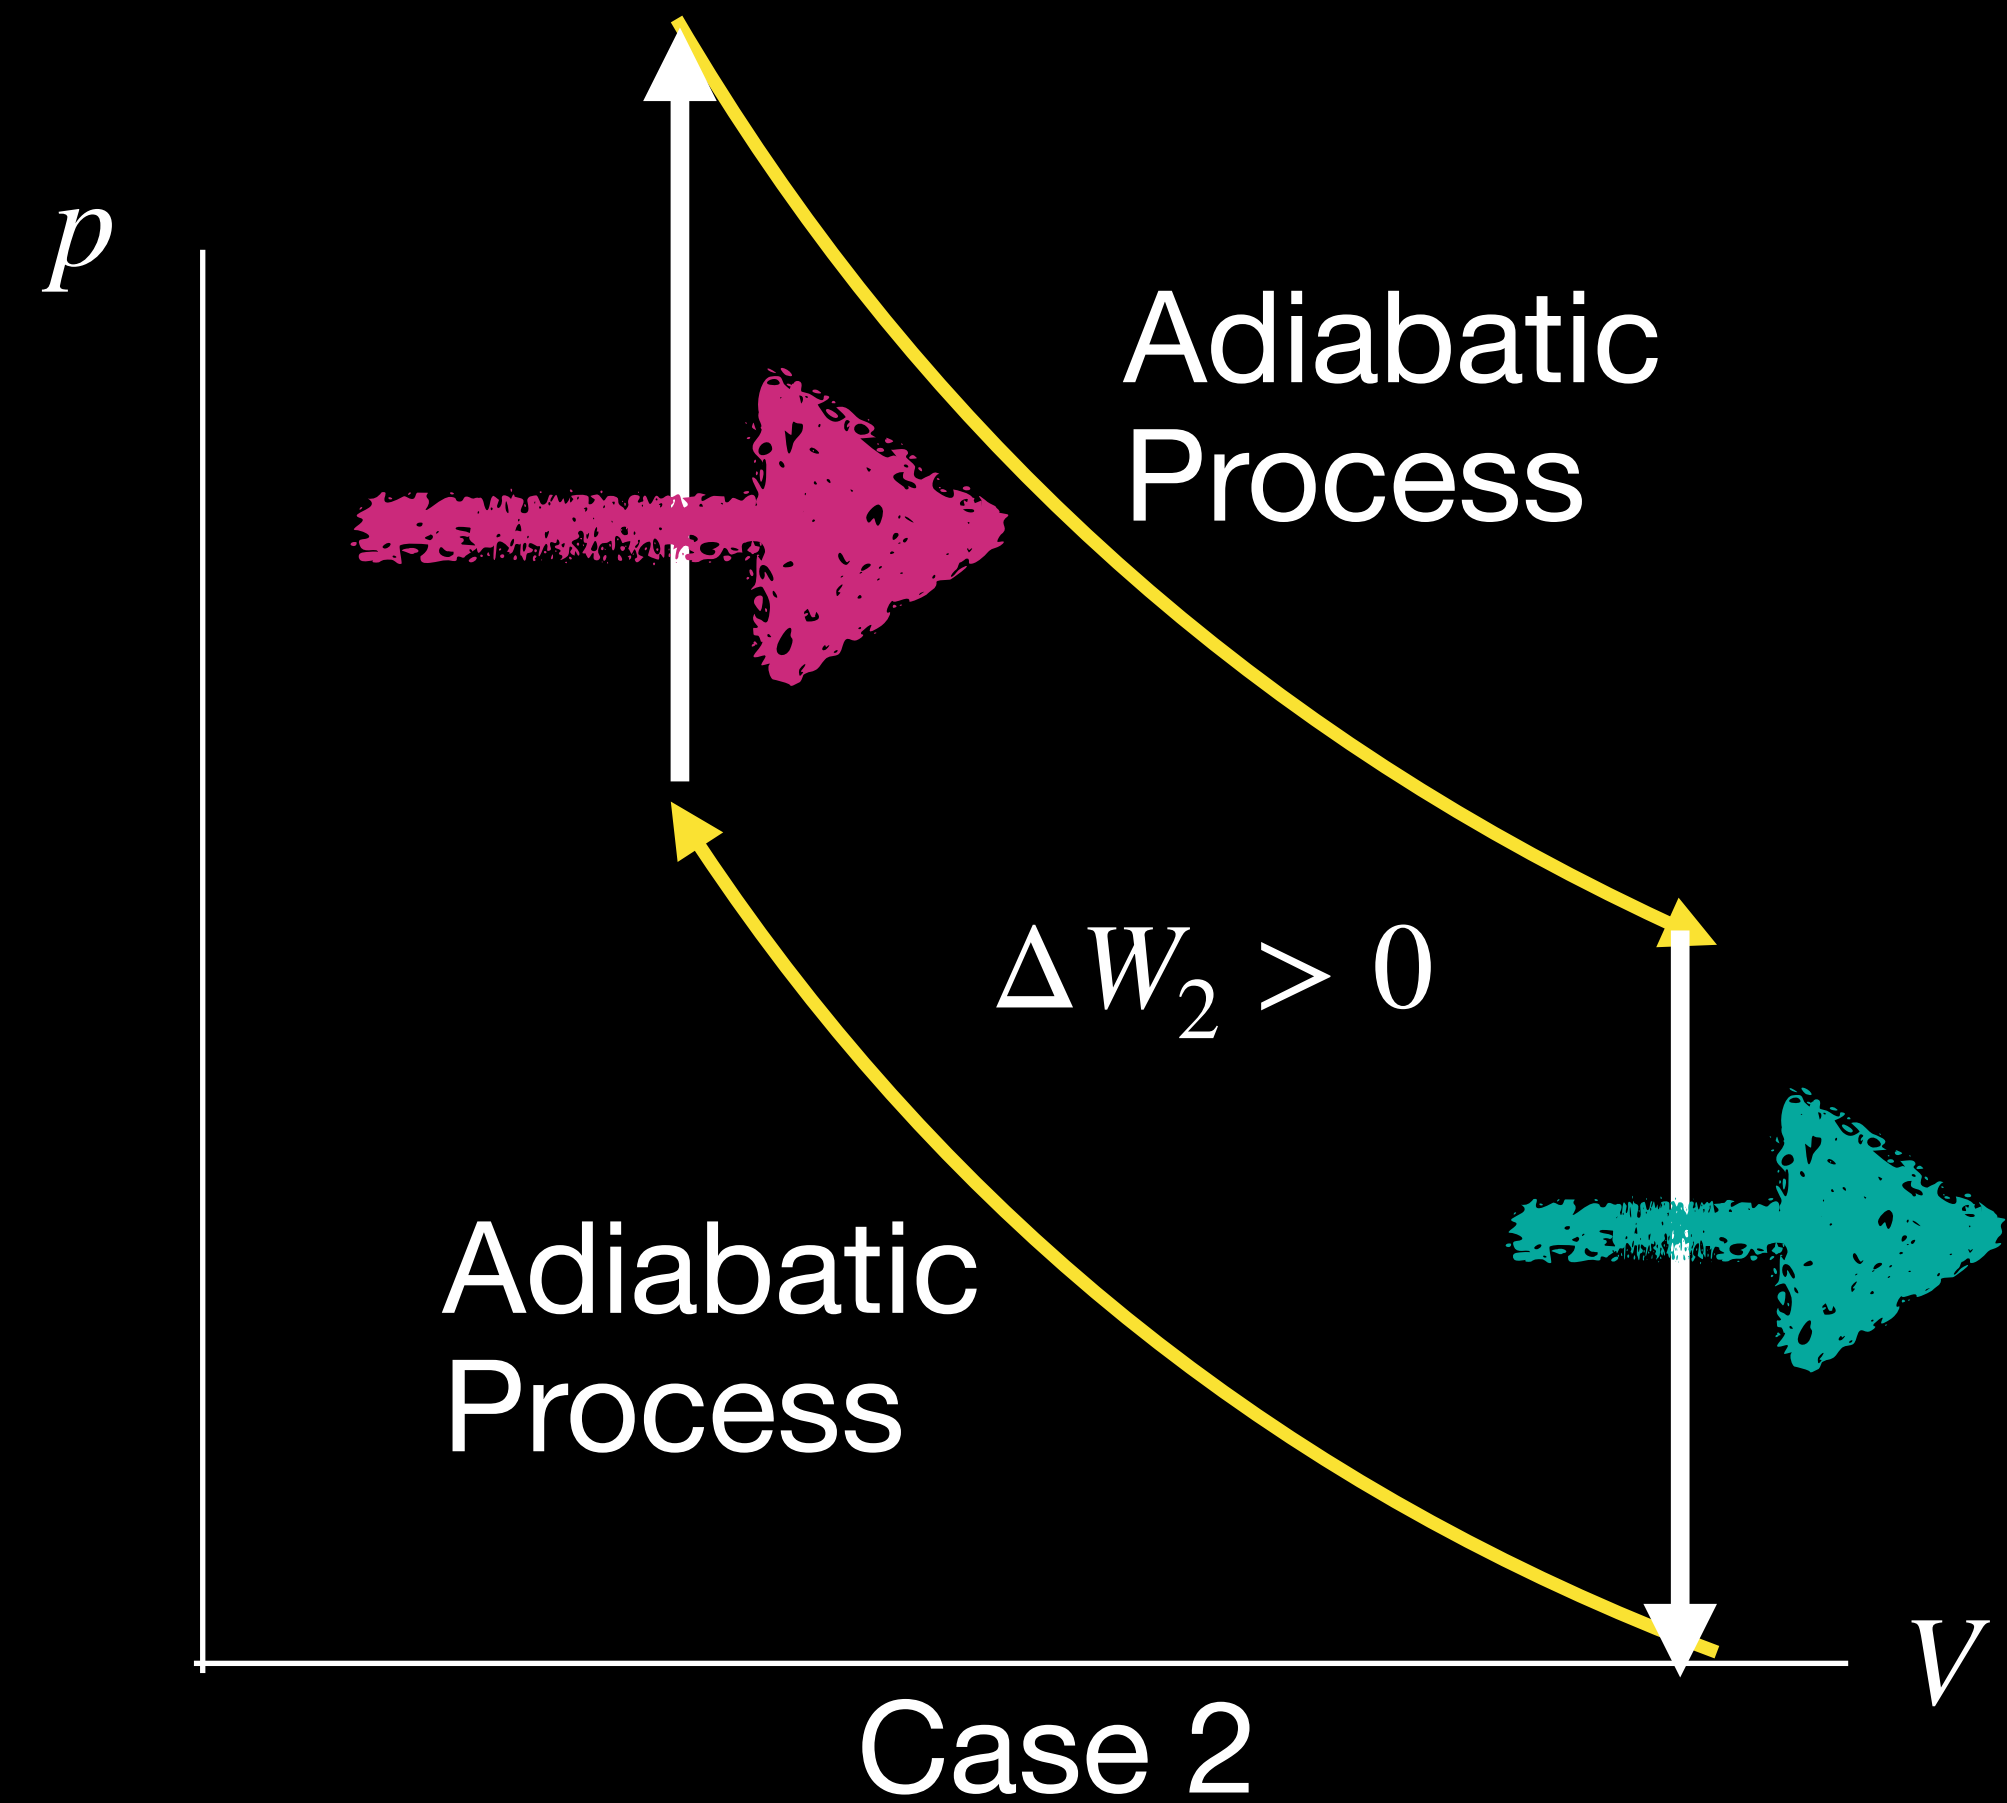 p
Adiabatic
Process
ΔW₂ > 0
Adiabatic
Process
V
Case 2